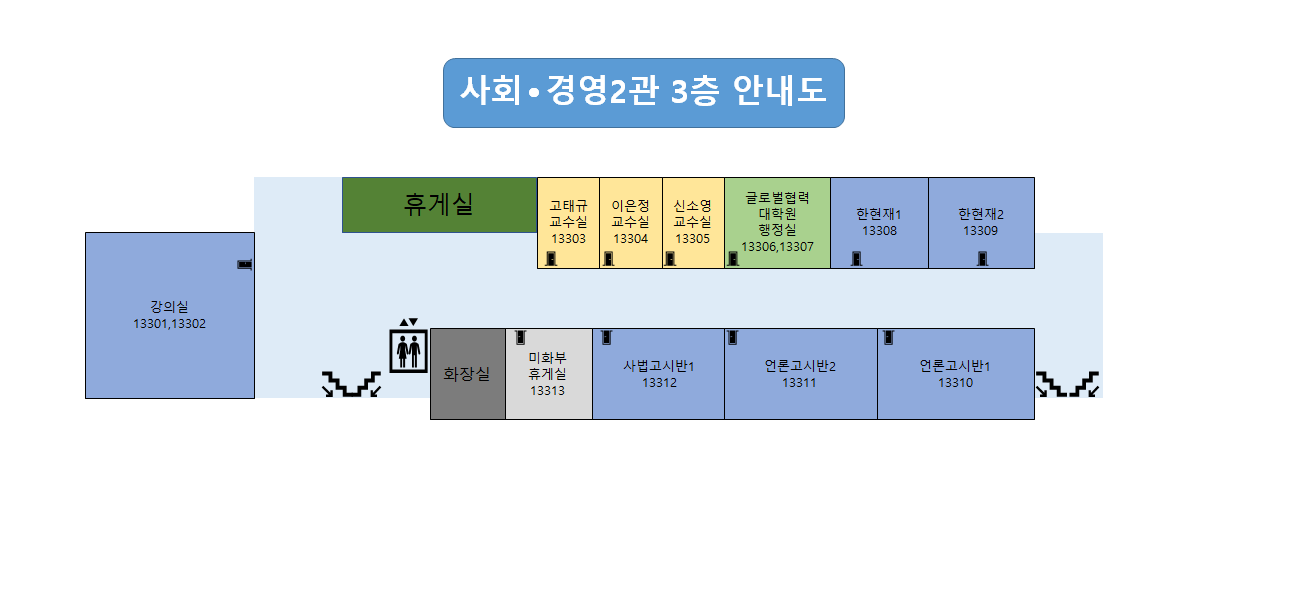 사회•경영2관 3층 안내도
휴게실
고태규
교수실
13303
이은정
교수실
13304
신소영
교수실
13305
글로벌협력
대학원
행정실
13306,13307
한현재1
13308
한현재2
13309
강의실
13301,13302
화장실
미화부
휴게실
13313
사법고시반1
13312
언론고시반2
13311
언론고시반1
13310